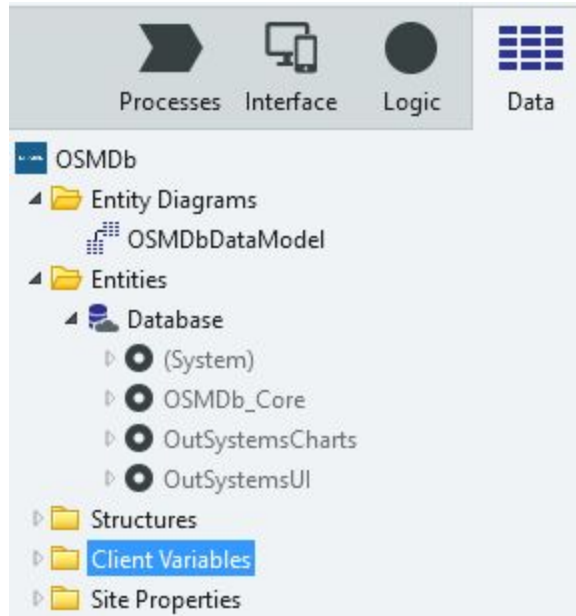 Processes Interface Logic Data
OSMDb
Entity Diagrams
OSMDbDataModel
Entities
Database
(System)
OSMDb_Core
OutSystemsCharts
OutSystemsUI
Structures
Client Variables
Site Properties